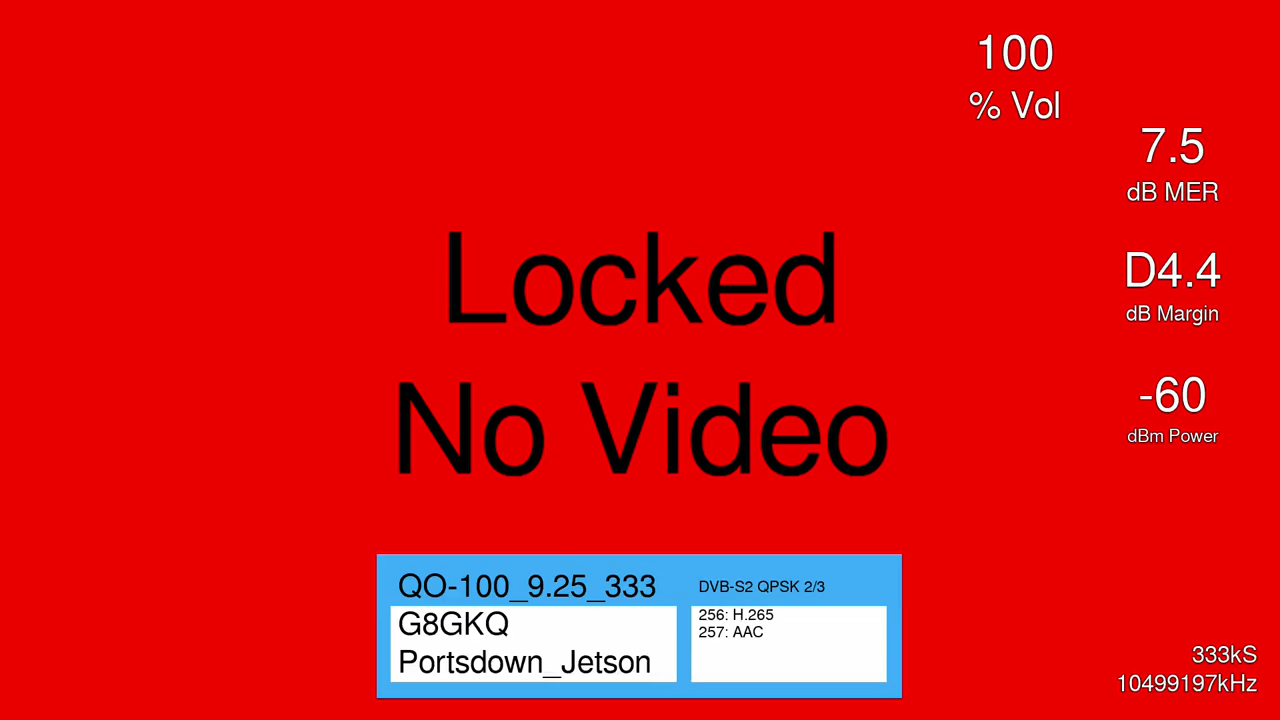 100
% Vol
7.5
dB MER
Locked
D4.4
dB Margin
No Video
-60
dBm Power
QO-100_9.25_333
DVB-S2 QPSK 2/3
G8GKQ
Portsdown_Jetson
256: H.265
257: AAC
333kS
10499197kHz